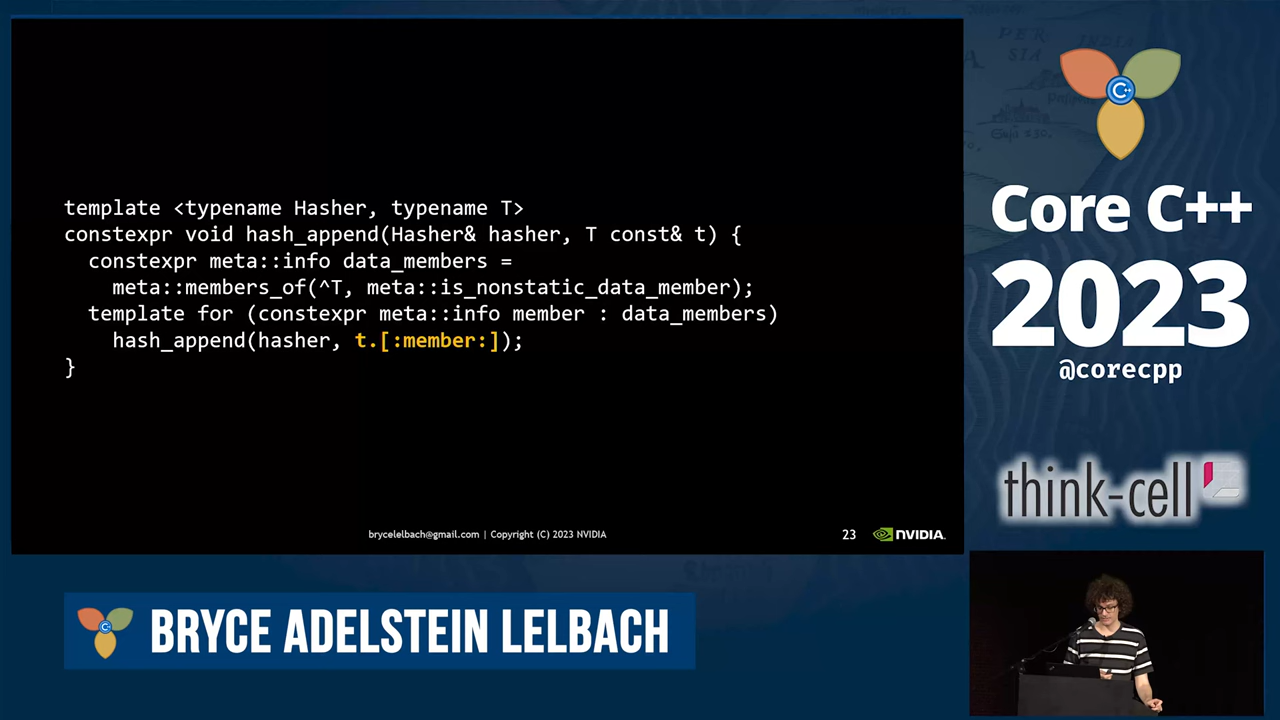 template <typename Hasher, typename T>
constexpr void hash_append(Hasher& hasher, T const& t) {
  constexpr meta::info data_members =
    meta::members_of(^T, meta::is_nonstatic_data_member);
  template for (constexpr meta::info member : data_members)
    hash_append(hasher, t.[:member:]);
}
brycelelbach@gmail.com | Copyright (C) 2023 NVIDIA
23
NVIDIA.
C++
Core C++
2023
@corecpp
think-cell
C++
BRYCE ADELSTEIN LELBACH